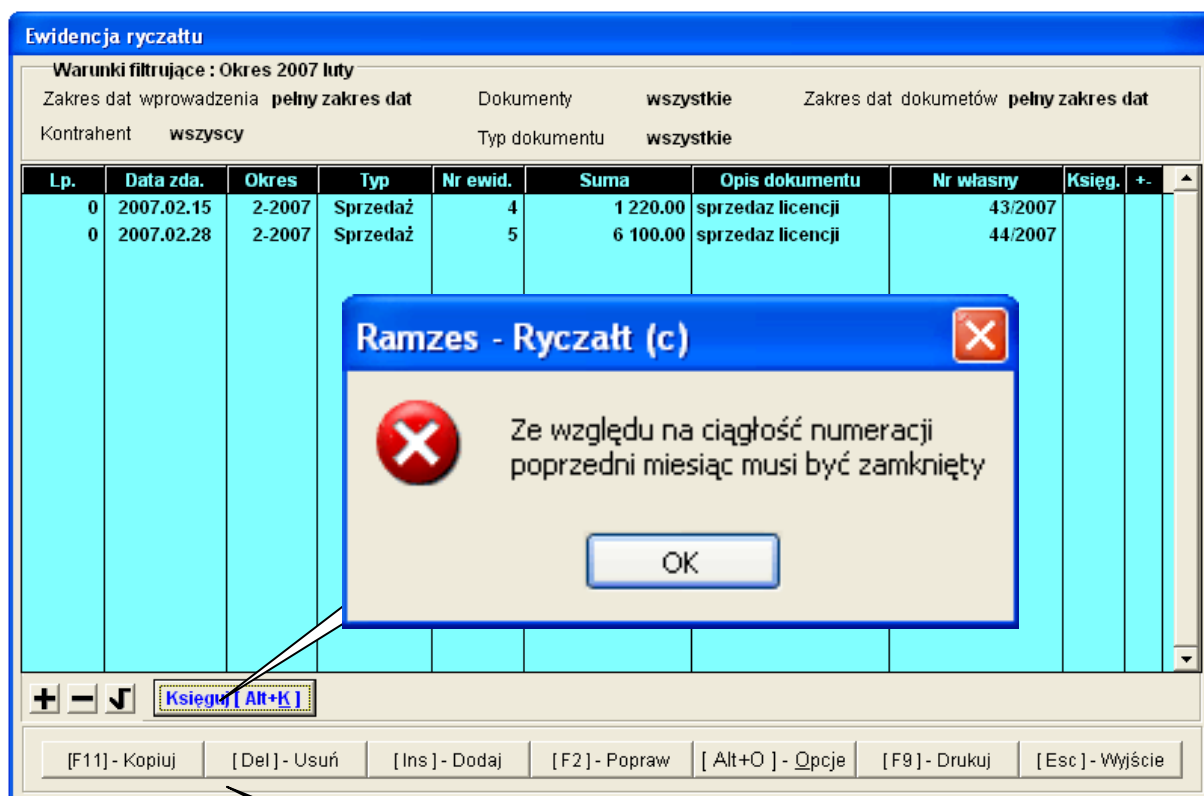 Ewidencja ryczałtu
Warunki filtrujące : Okres 2007 luty
Zakres dat wprowadzenia pełny zakres dat Dokumenty wszystkie Zakres dat dokumetów pełny zakres dat
Kontrahent wszyscy Typ dokumentu wszystkie
Lp. Data zda. Okres Typ Nr ewid. Suma Opis dokumentu Nr własny Księg. +-
0 2007.02.15 2-2007 Sprzedaż 4 1 220.00 sprzedaz licencji 43/2007
0 2007.02.28 2-2007 Sprzedaż 5 6 100.00 sprzedaz licencji 44/2007
Ramzes - Ryczałt (c)
Ze względu na ciągłość numeracji
poprzedni miesiąc musi być zamknięty
OK
Księguj [ Alt+K ]
[F11] - Kopiuj [ Del ] - Usuń [ Ins ] - Dodaj [ F2 ] - Popraw [ Alt+O ] - Opcje [ F9 ] - Drukuj [ Esc ] - Wyjście